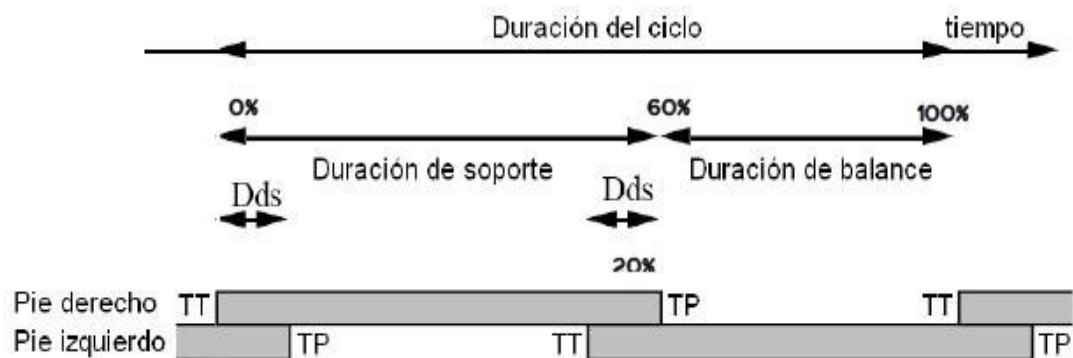 Duración del ciclo tiempo
0% 60% 100%
Duración de soporte Duración de balance
Dds Dds
20%
Pie derecho TT TP TT
Pie izquierdo TP TT TP